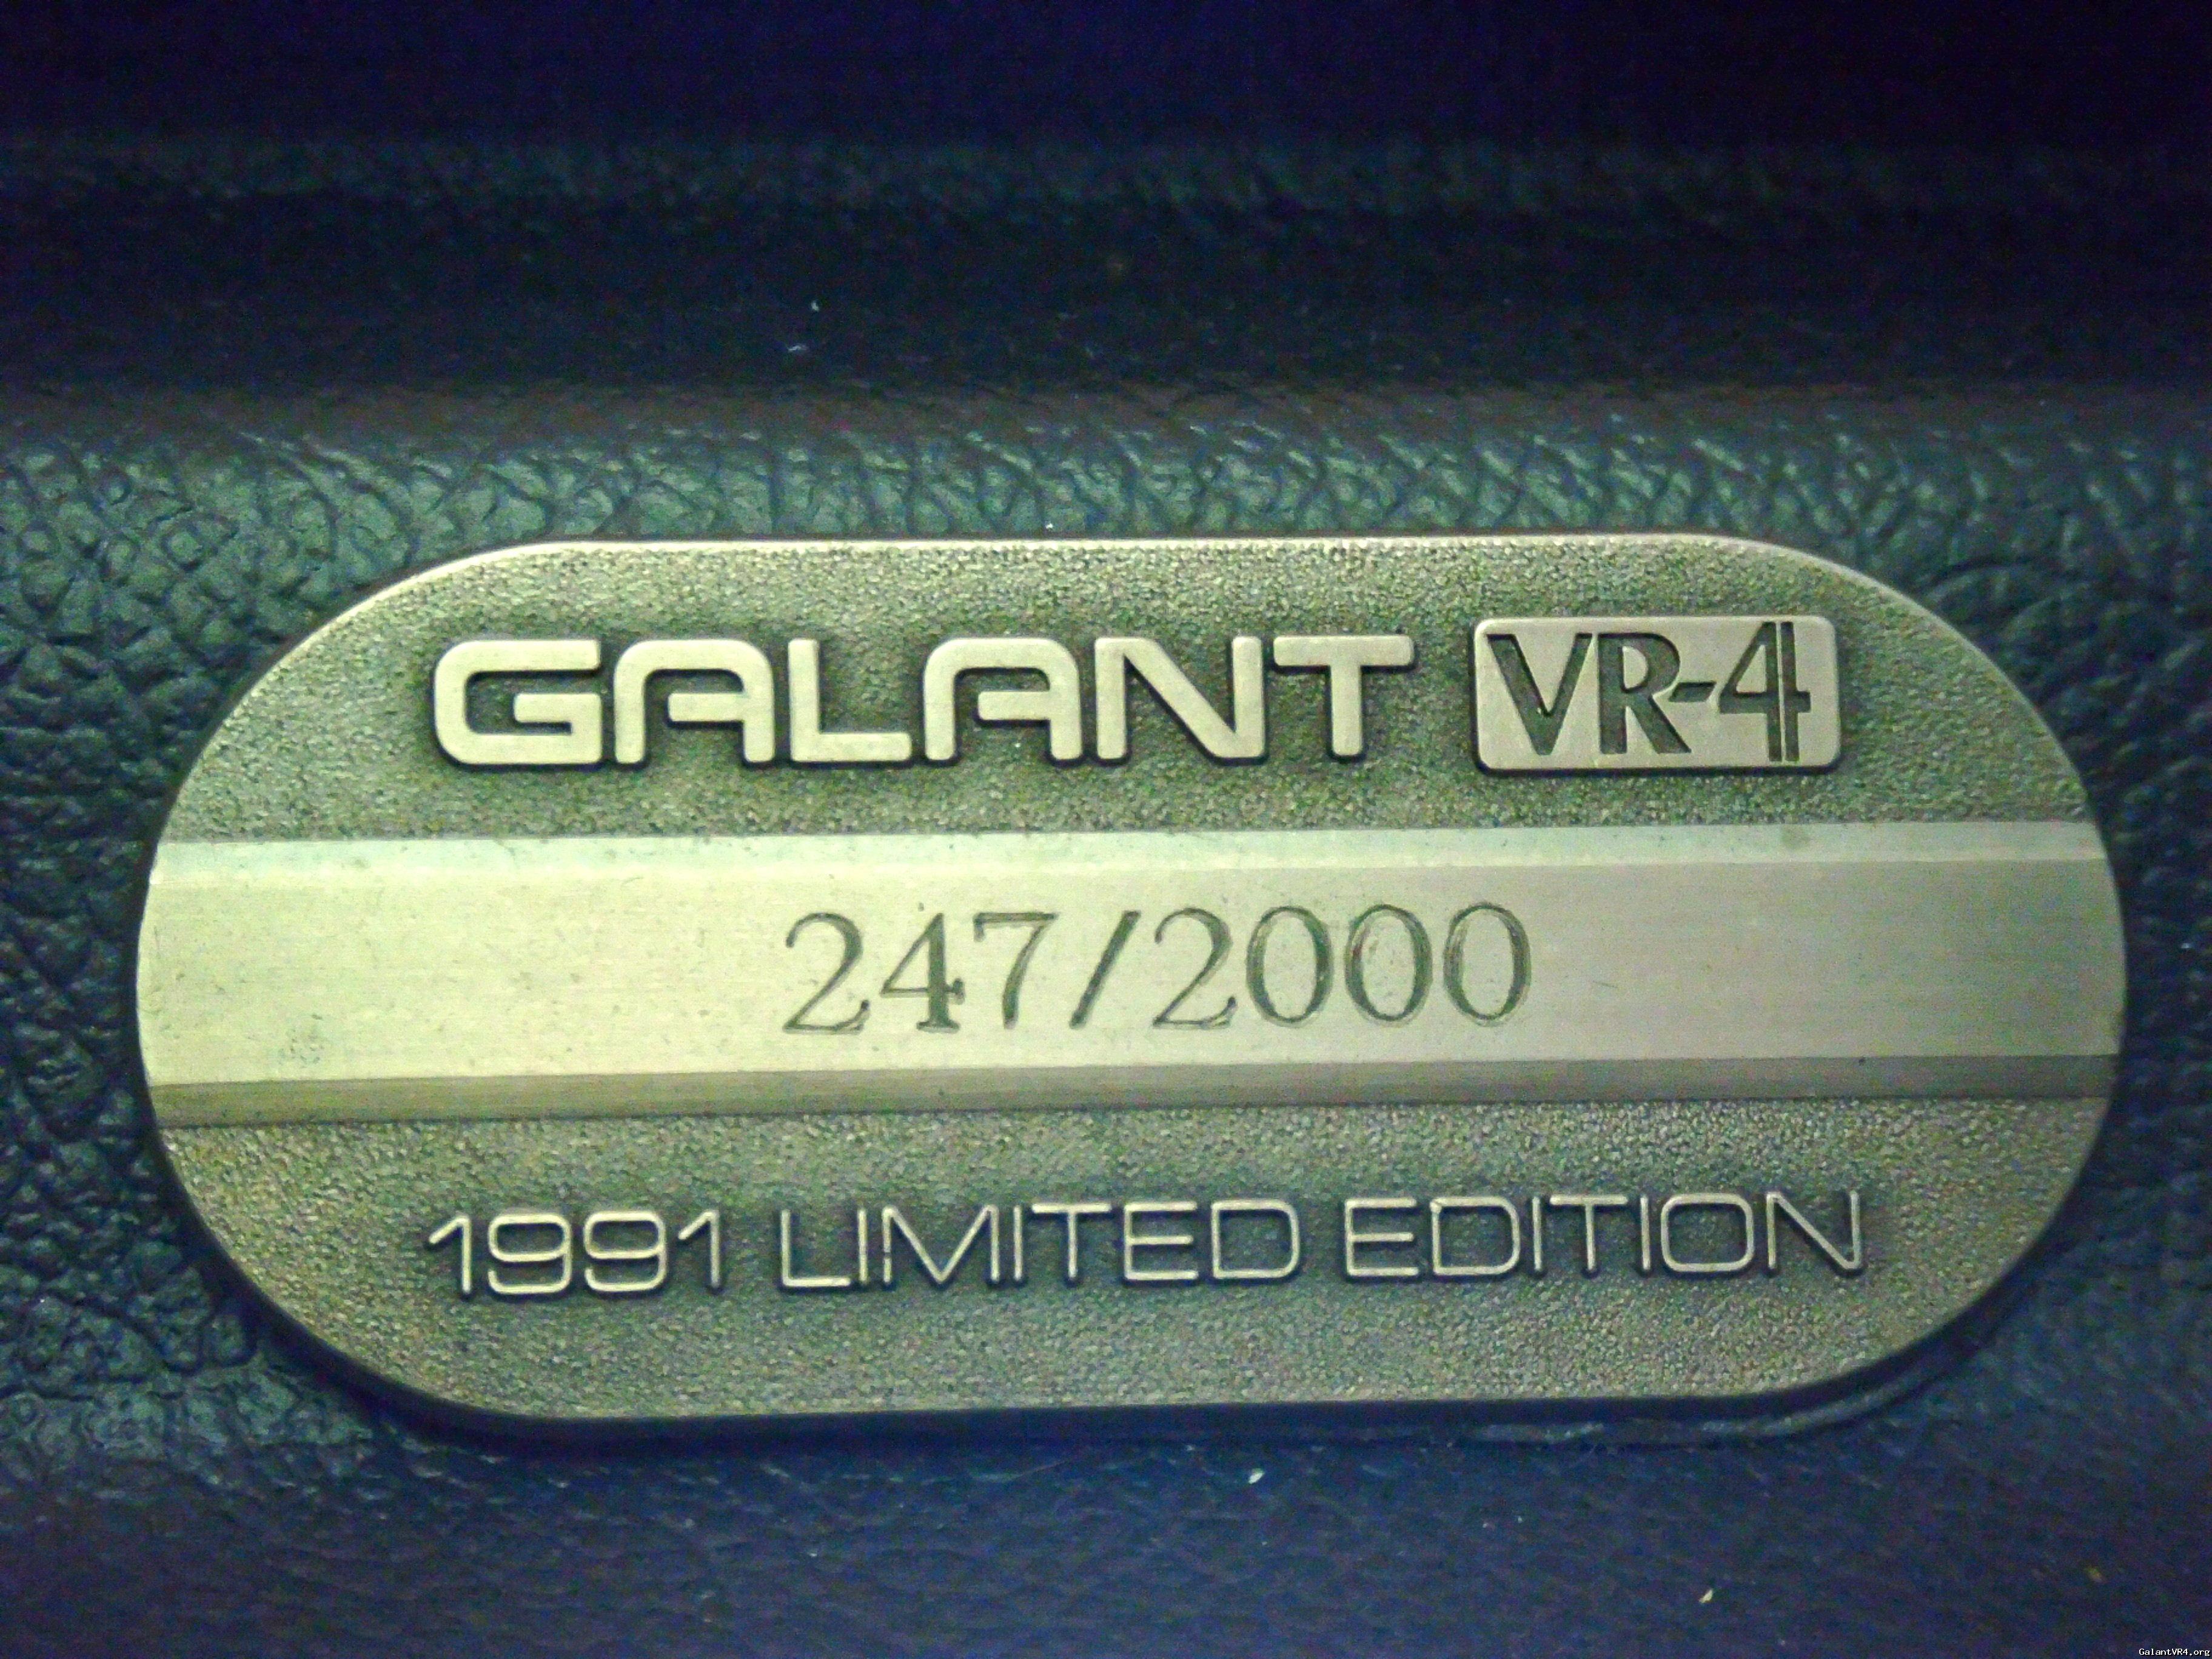 GALANT VR-4
247/2000
1991 LIMITED EDITION
GalantVR4.org